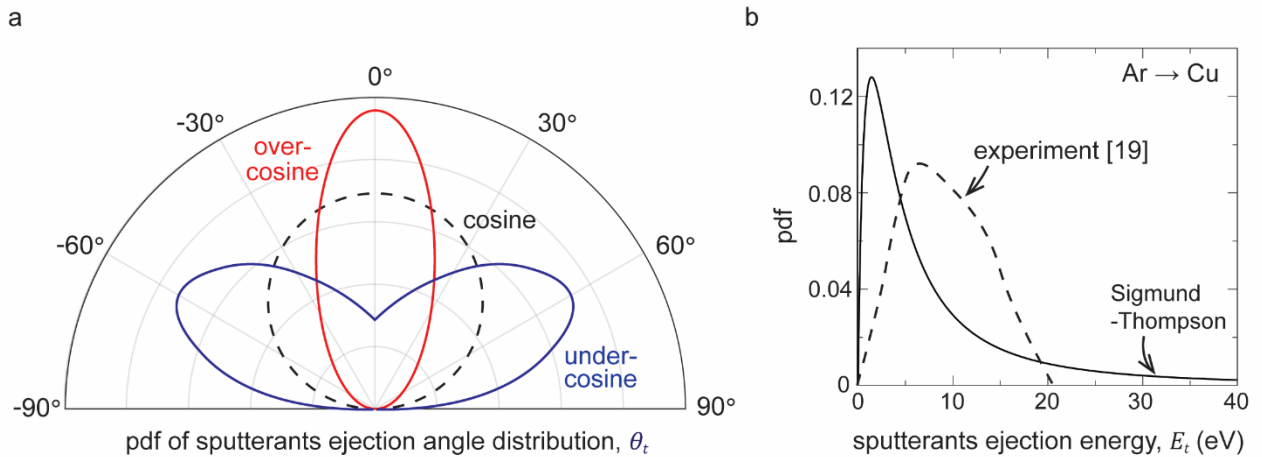 a
0°
-30°
30°
over-
cosine
cosine
-60°
60°
under-
cosine
-90°
90°
pdf of sputterants ejection angle distribution, θt
b
Ar → Cu
0.12
experiment [19]
0.08
pdf
0.04
Sigmund
-Thompson
0
0
10
20
30
40
sputterants ejection energy, Et (eV)